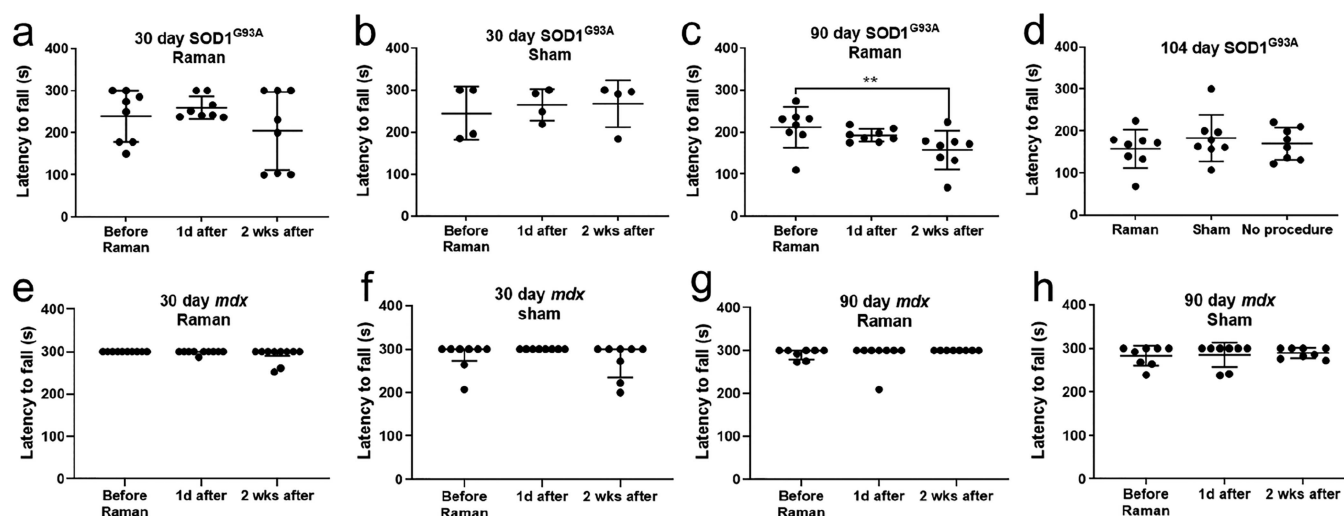 a
30 day SOD1G93A
Raman
Latency to fall (s)
400
300
200
100
0
Before
Raman
1d after
2 wks after
b
30 day SOD1G93A
Sham
Latency to fall (s)
400
300
200
100
0
Before
Raman
1d after
2 wks after
c
90 day SOD1G93A
Raman
**
Latency to fall (s)
400
300
200
100
0
Before
Raman
1d after
2 wks after
d
104 day SOD1G93A
Latency to fall (s)
400
300
200
100
0
Raman
Sham
No procedure
e
30 day mdx
Raman
Latency to fall (s)
400
300
200
100
0
Before
Raman
1d after
2 wks after
f
30 day mdx
sham
Latency to fall (s)
400
300
200
100
0
Before
Raman
1d after
2 wks after
g
90 day mdx
Raman
Latency to fall (s)
400
300
200
100
0
Before
Raman
1d after
2 wks after
h
90 day mdx
Sham
Latency to fall (s)
400
300
200
100
0
Before
Raman
1d after
2 wks after